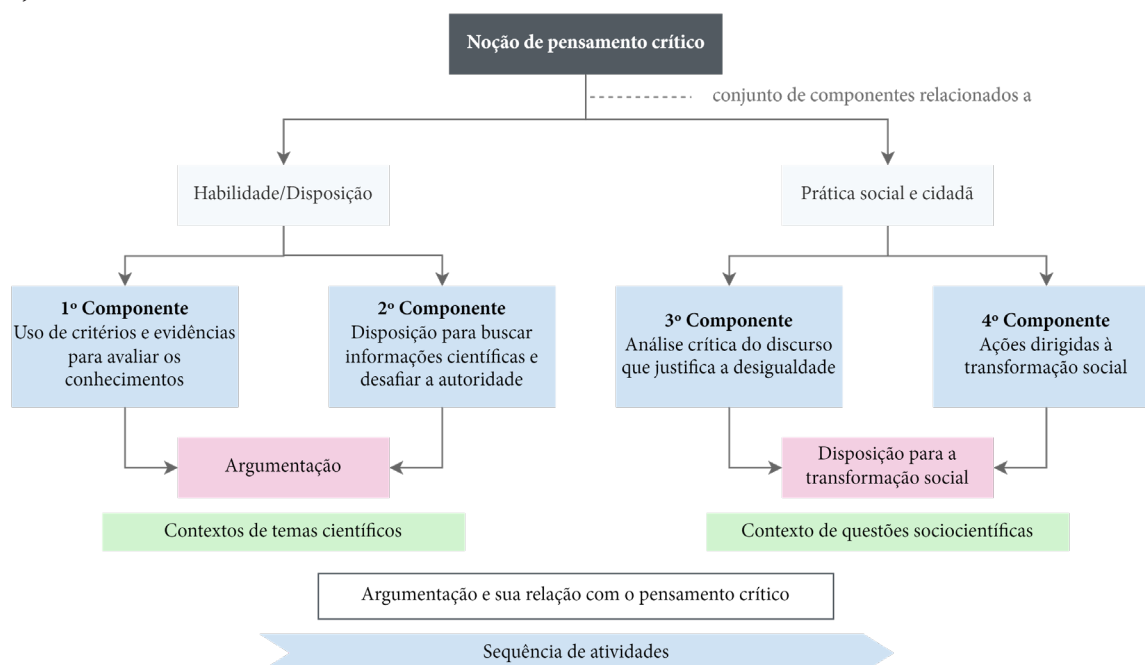 Noção de pensamento crítico
conjunto de componentes relacionados a
Habilidade/Disposição
Prática social e cidadã
1º Componente
Uso de critérios e evidências
para avaliar os
conhecimentos
2º Componente
Disposição para buscar
informações científicas e
desafiar a autoridade
3º Componente
Análise crítica do discurso
que justifica a desigualdade
4º Componente
Ações dirigidas à
transformação social
Argumentação
Disposição para a
transformação social
Contextos de temas científicos
Contexto de questões sociocientíficas
Argumentação e sua relação com o pensamento crítico
Sequência de atividades